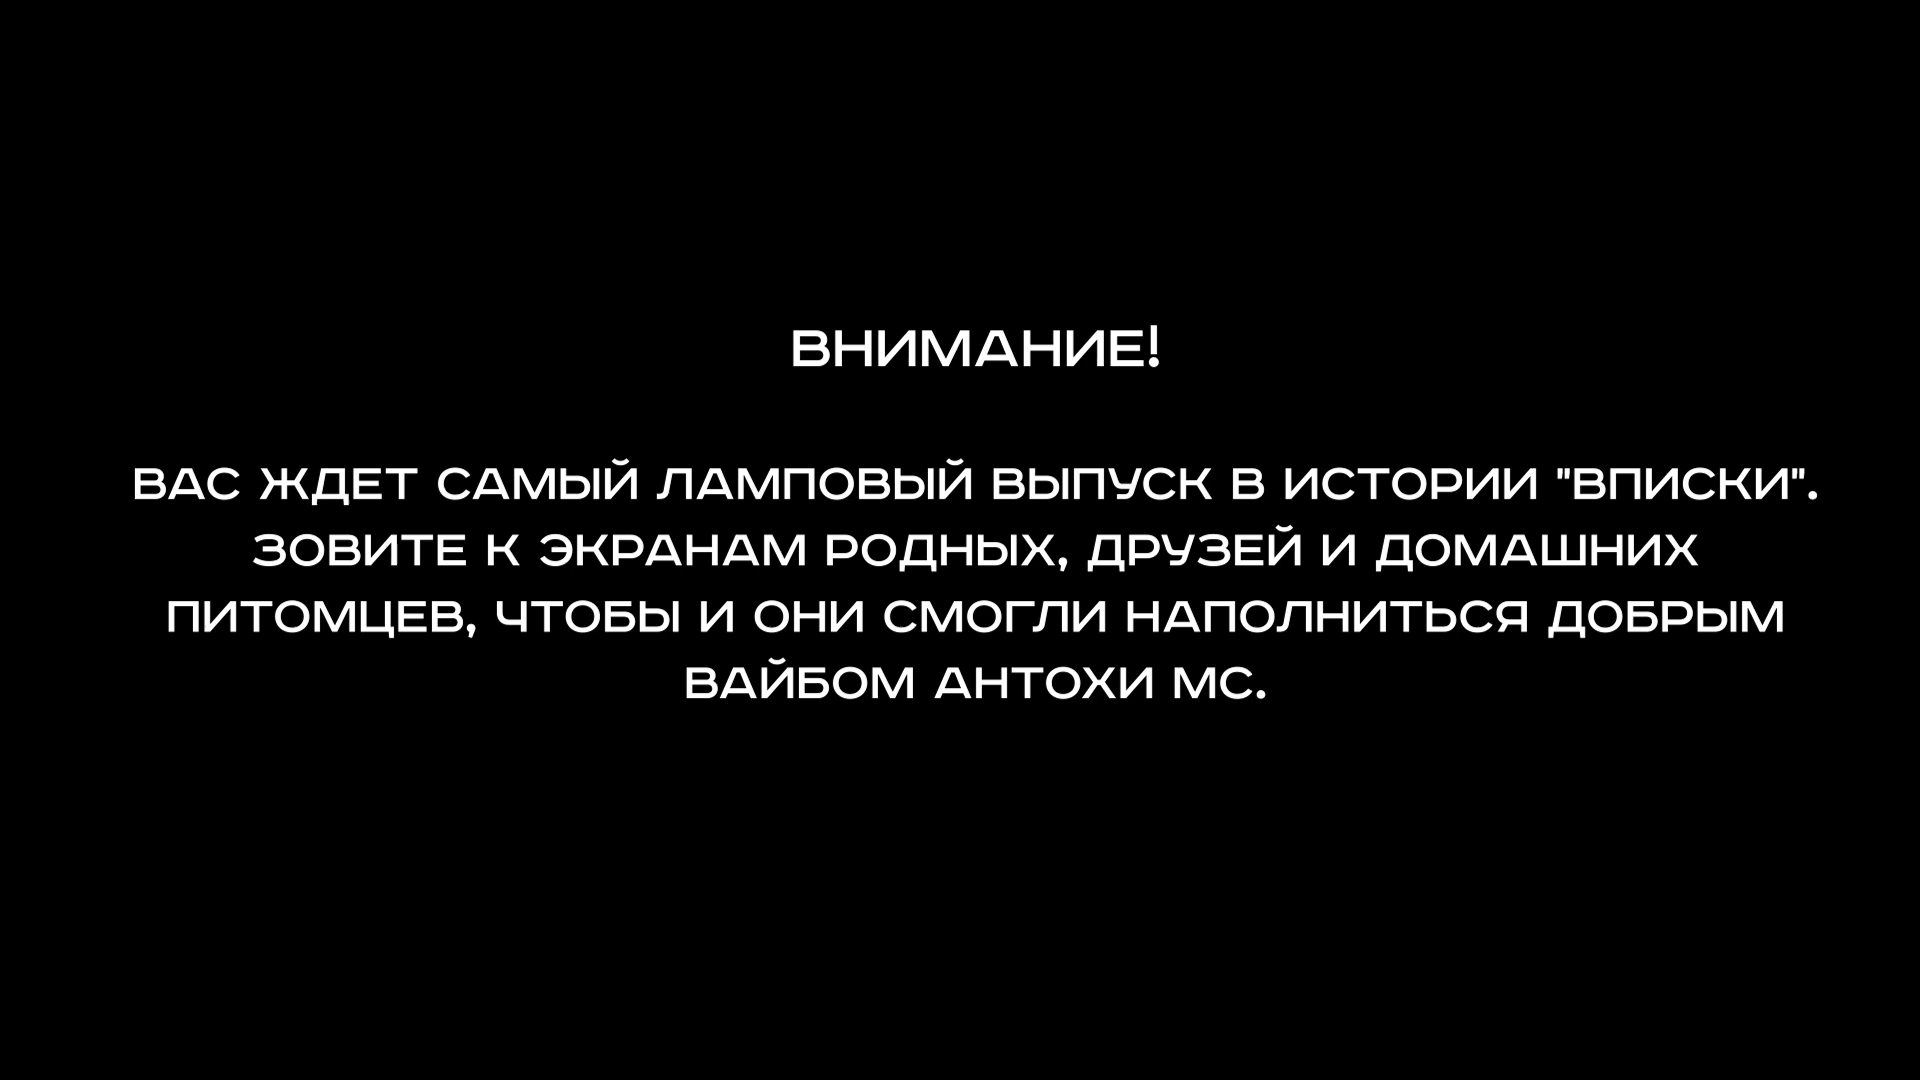 ВНИМАНИЕ!
ВАС ЖДЕТ САМЫЙ ЛАМПОВЫЙ ВЫПУСК В ИСТОРИИ "ВПИСКИ".
ЗОВИТЕ К ЭКРАНАМ РОДНЫХ, ДРУЗЕЙ И ДОМАШНИХ
ПИТОМЦЕВ, ЧТОБЫ И ОНИ СМОГЛИ НАПОЛНИТЬСЯ ДОБРЫМ
ВАЙБОМ АНТОХИ МС.